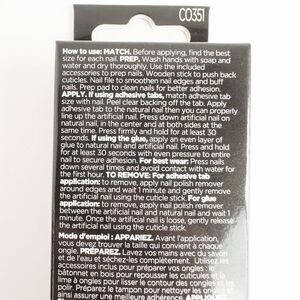 CO351
How to use: MATCH. Before applying, find the best
size for each nail. PREP. Wash hands with soap and
water and dry thoroughly. Use the included
accessories to prep nails. Wooden stick to push back
cuticles. Nail file to smoothen nail edges and buff
nails. Prep pad to clean nails for better adhesion.
APPLY. If using adhesive tabs, match adhesive tab
size with nail. Peel clear backing off the tab. Apply
adhesive tab to the natural nail then you can properly
line up the artificial nail. Press down artificial nail on
natural nail, in the center and at both sides at the
same time. Press firmly and hold for at least 30
seconds. If using the glue, apply an even layer of
glue to natural nail and artificial nail. Press and hold
for at least 30 seconds with even pressure to entire
nail to secure adhesion. For best wear: Press nails
down several times and avoid contact with water for
the first hour. TO REMOVE: For adhesive tab
application: to remove, apply nail polish remover
around edges and wait 1 minute and gently remove
the artificial nail using the cuticle stick. For glue
application: to remove, apply nail polish remover
between the artificial nail and natural nail and wait 1
minute. Once the artificial nail is loose, gently release
the artificial nail using the cuticle stick.
Mode d'emploi : APPARIEZ. Avant l'application,
vous devez trouver la taille qui convient à chaque
ongle. PRÉPAREZ. Lavez vos mains avec du savon
et de l'eau et séchez-les complètement. Utilisez les
accessoires inclus pour préparer vos ongles : le
bâtonnet en bois pour repousser les cuticules et la
lime à ongles pour lisser le contour des ongles et les
polir. Tampon préparatoire pour nettoyer les ongles et
ainsi assurer une meilleure adhésion. APPLIQUEZ.